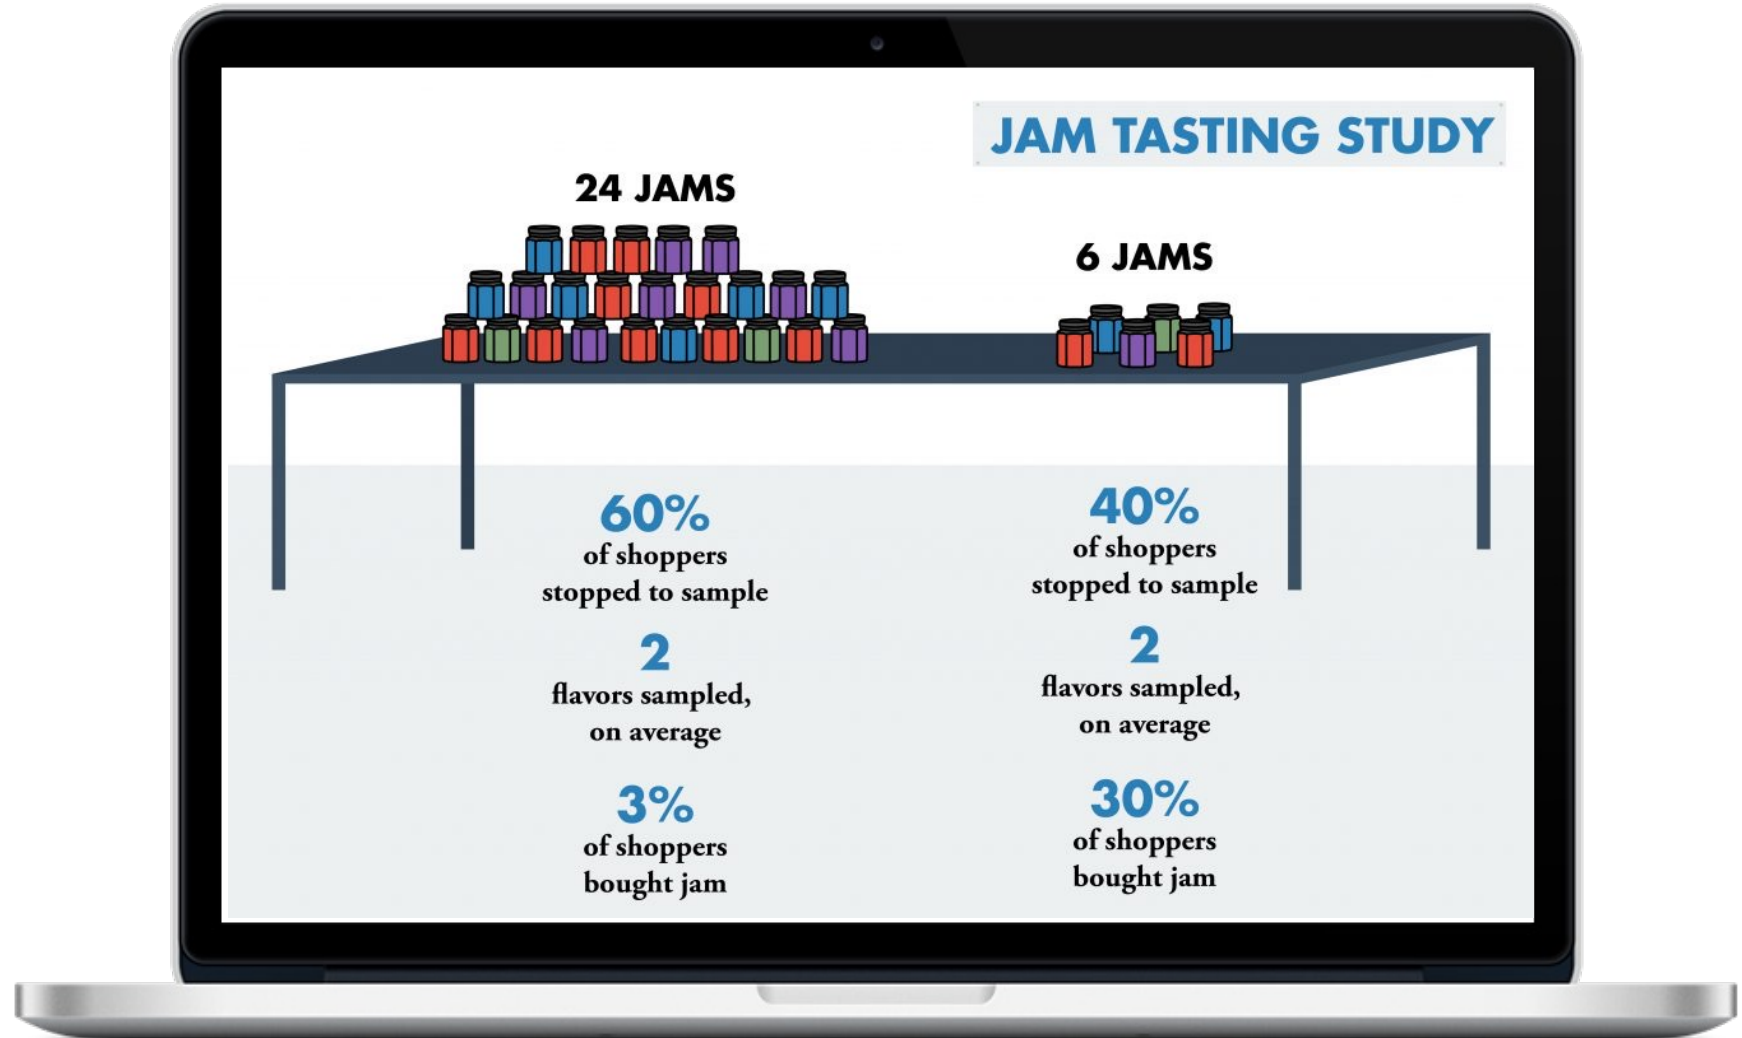 JAM TASTING STUDY
24 JAMS
6 JAMS
60%
of shoppers
stopped to sample
2
flavors sampled,
on average
3%
of shoppers
bought jam
40%
of shoppers
stopped to sample
2
flavors sampled,
on average
30%
of shoppers
bought jam